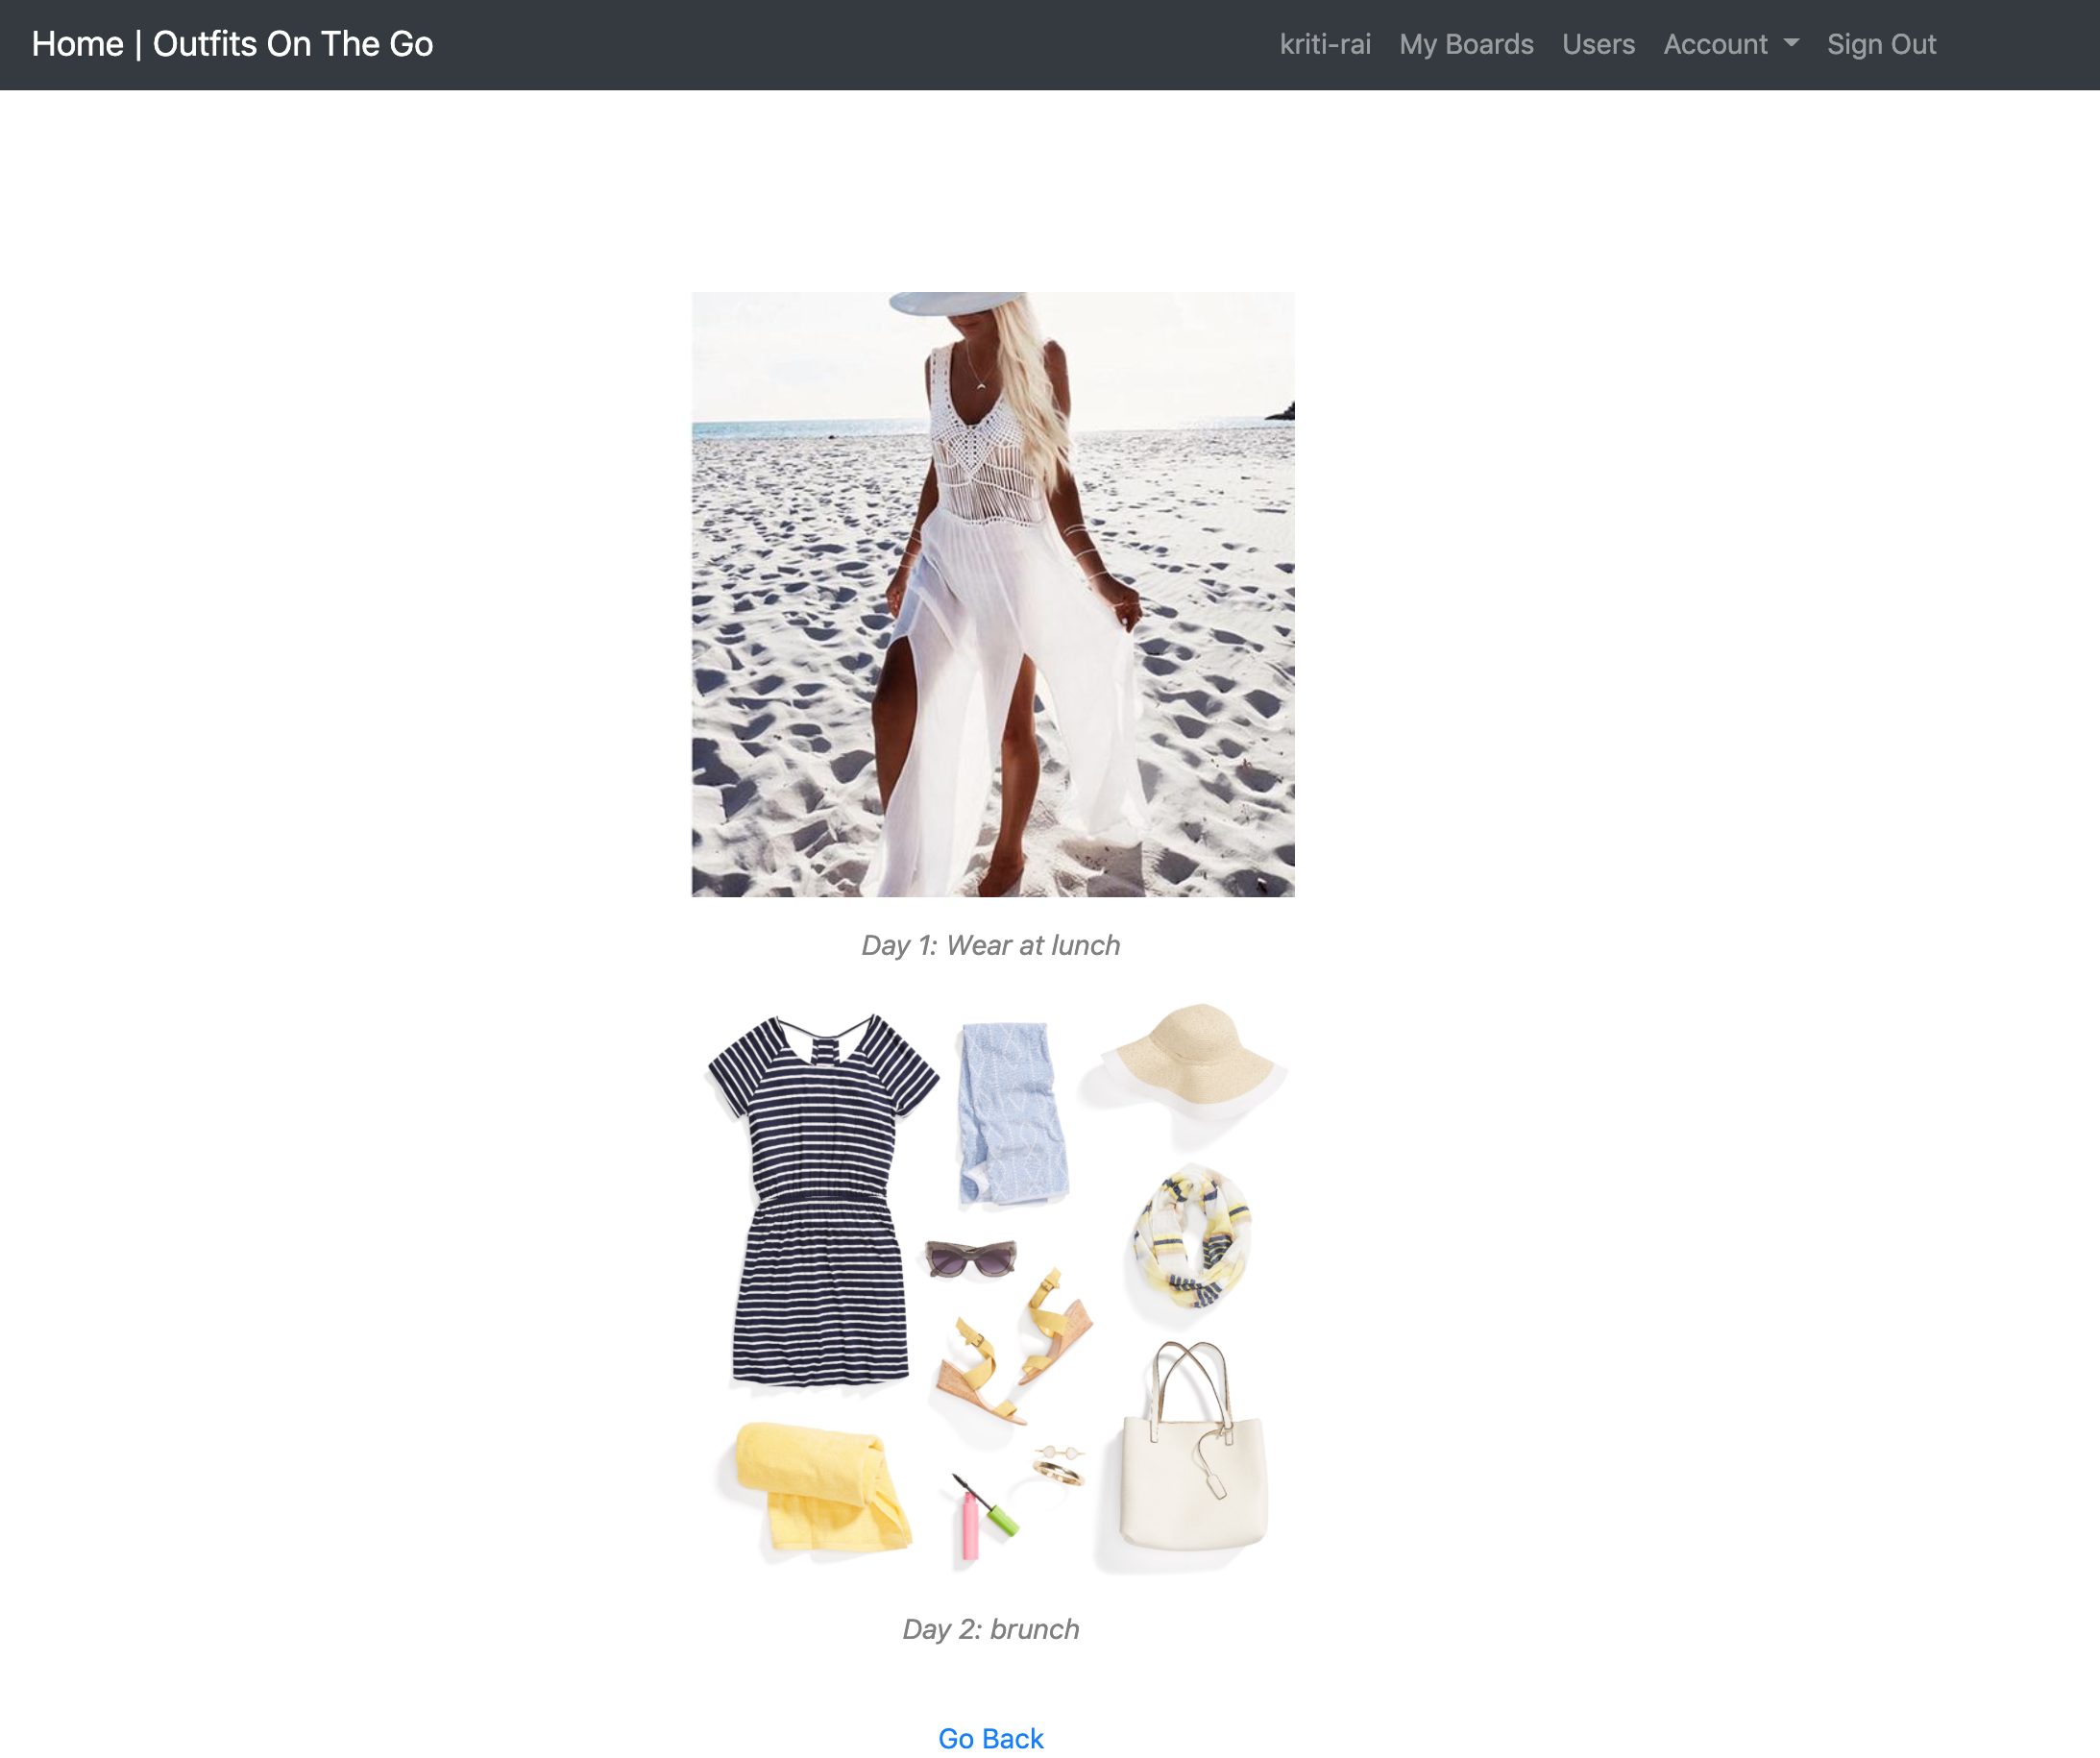 Home | Outfits On The Go
kriti-rai My Boards Users Account Sign Out
Day 1: Wear at lunch
Day 2: brunch
Go Back